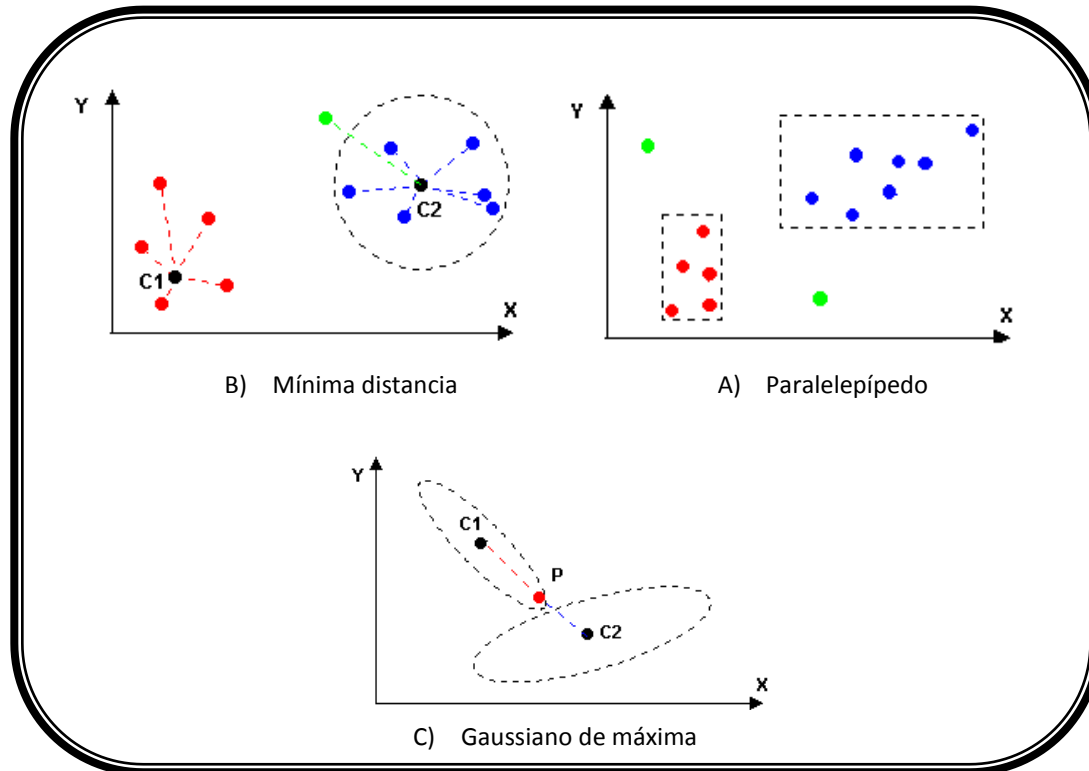 Y
C2
C1
X
B) Mínima distancia
Y
X
A) Paralelepípedo
Y
C1
P
C2
X
C) Gaussiano de máxima